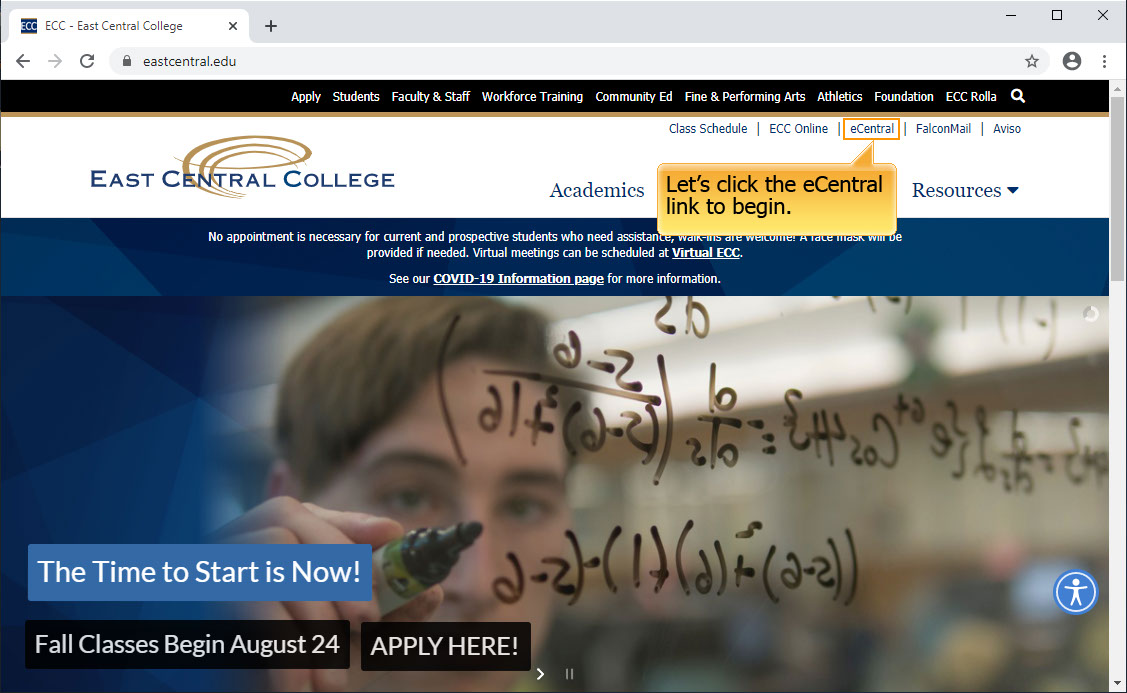 ECC - East Central College
eastcentral.edu
Apply Students Faculty & Staff Workforce Training Community Ed Fine & Performing Arts Athletics Foundation ECC Rolla
Class Schedule | ECC Online | eCentral | FalconMail | Aviso
EAST CENTRAL COLLEGE
Academics
Let's click the eCentral
link to begin.
Resources
No appointment is necessary for current and prospective students who need assistance, walk-ins are welcome! A face mask will be
provided if needed. Virtual meetings can be scheduled at Virtual ECC.
See our COVID-19 Information page for more information.
The Time to Start is Now!
Fall Classes Begin August 24
APPLY HERE!